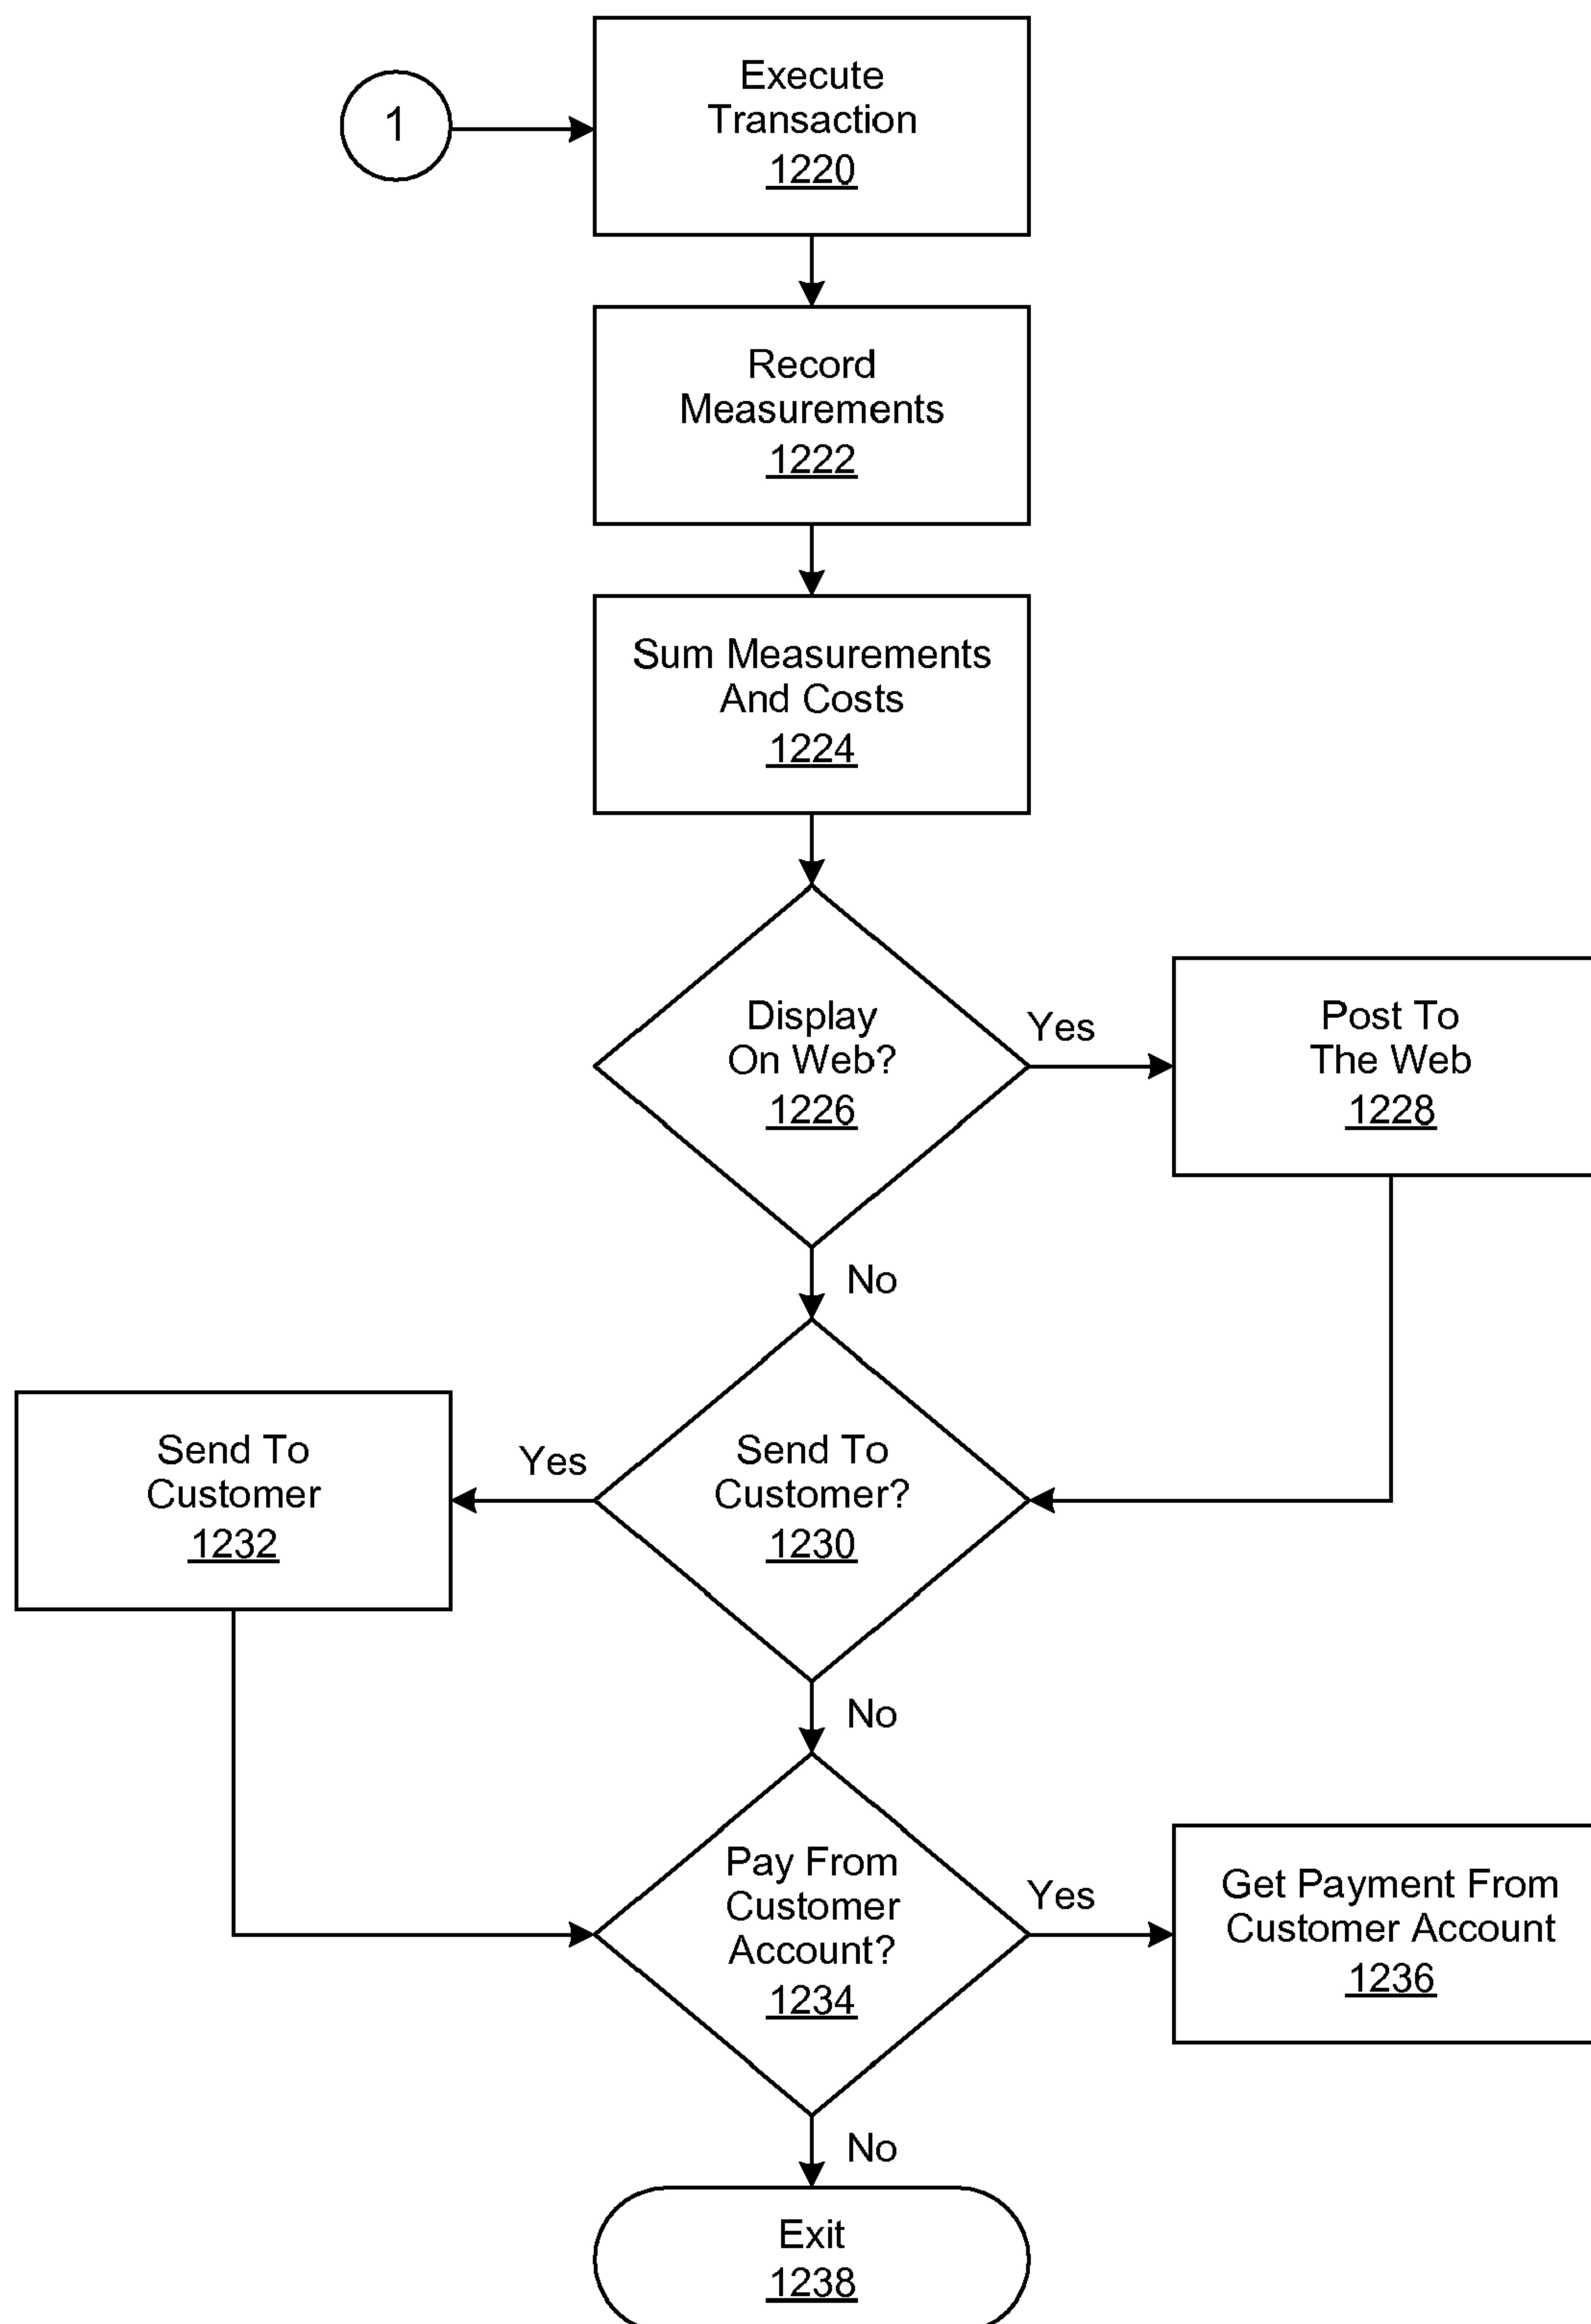 1
Execute
Transaction
1220
Record
Measurements
1222
Sum Measurements
And Costs
1224
Display
On Web?
1226
Yes
Post To
The Web
1228
No
Send To
Customer?
1230
Yes
Send To
Customer
1232
No
Pay From
Customer
Account?
1234
Yes
Get Payment From
Customer Account
1236
No
Exit
1238